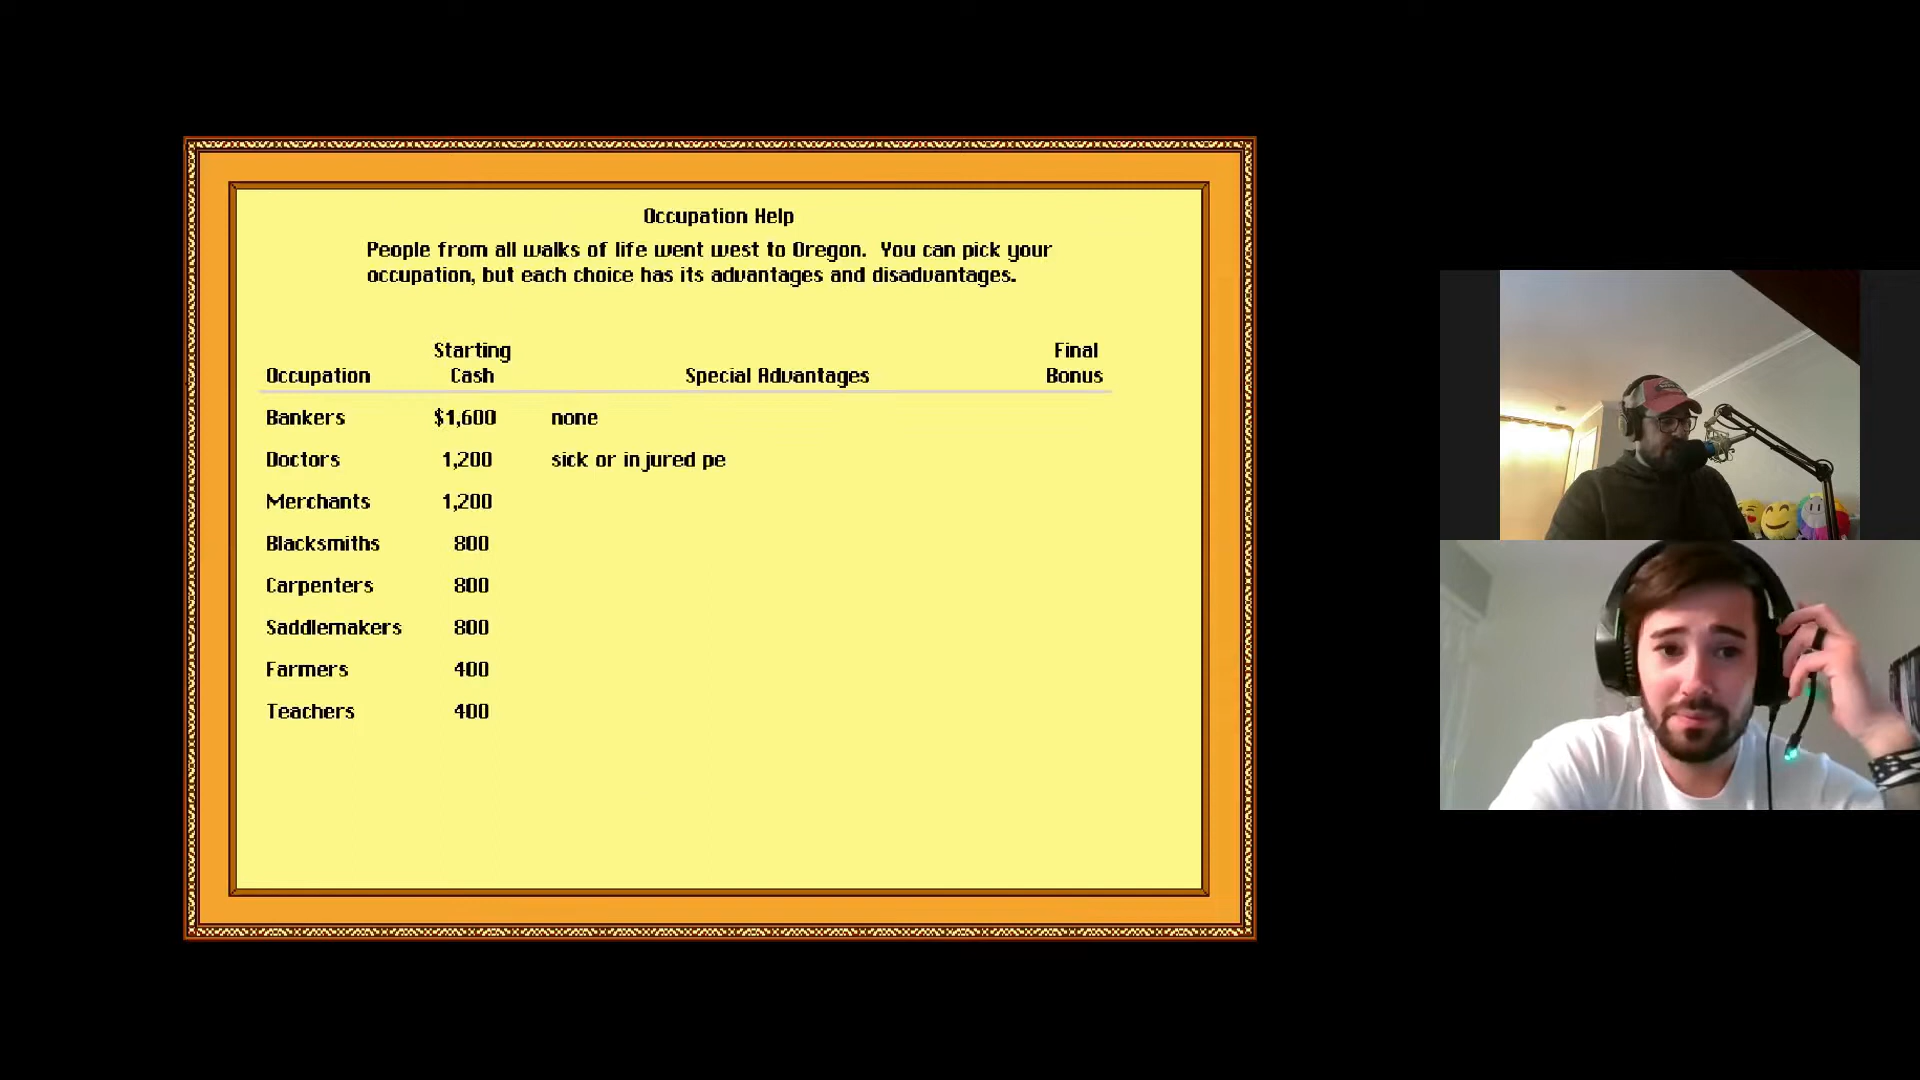 Occupation Help
People from all walks of life went west to Oregon. You can pick your
occupation, but each choice has its advantages and disadvantages.
Occupation Starting Cash Special Advantages Final Bonus
Bankers $1,600 none
Doctors 1,200 sick or injured pe
Merchants 1,200
Blacksmiths 800
Carpenters 800
Saddlemakers 800
Farmers 400
Teachers 400